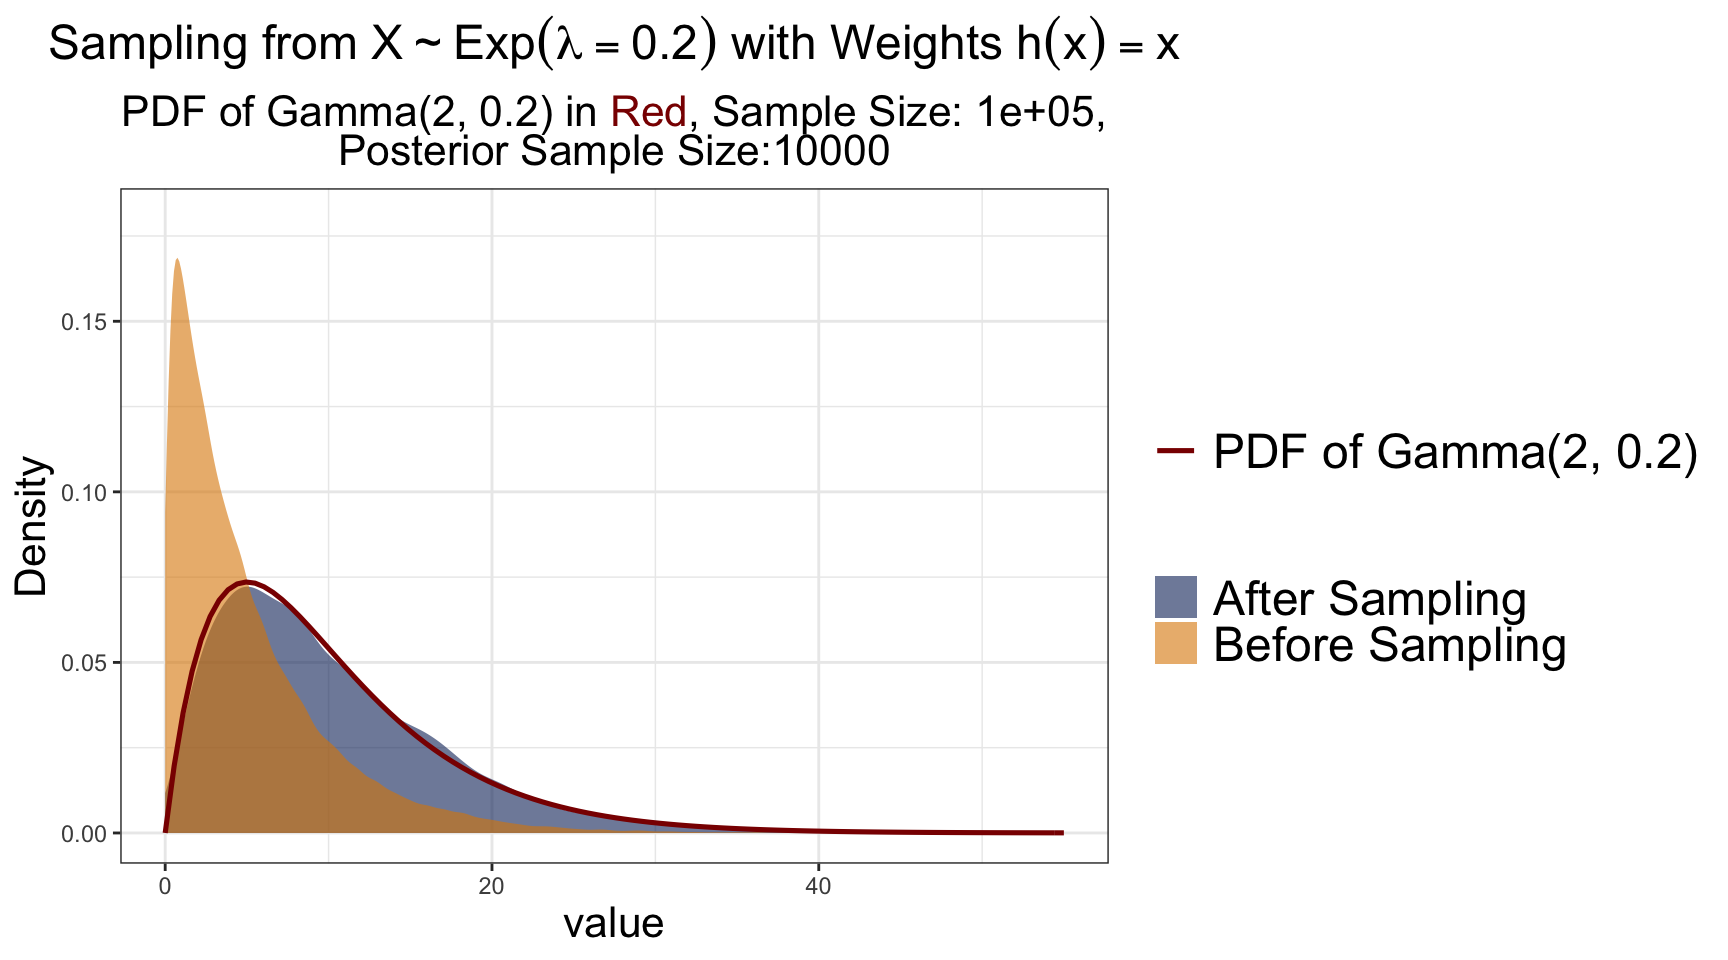 Sampling from X ~ Exp(λ = 0.2) with Weights h(x) = x
PDF of Gamma(2, 0.2) in Red, Sample Size: 1e+05,
Posterior Sample Size:10000
Density
0.15
0.10
0.05
0.00
0
20
40
value
PDF of Gamma(2, 0.2)
After Sampling
Before Sampling